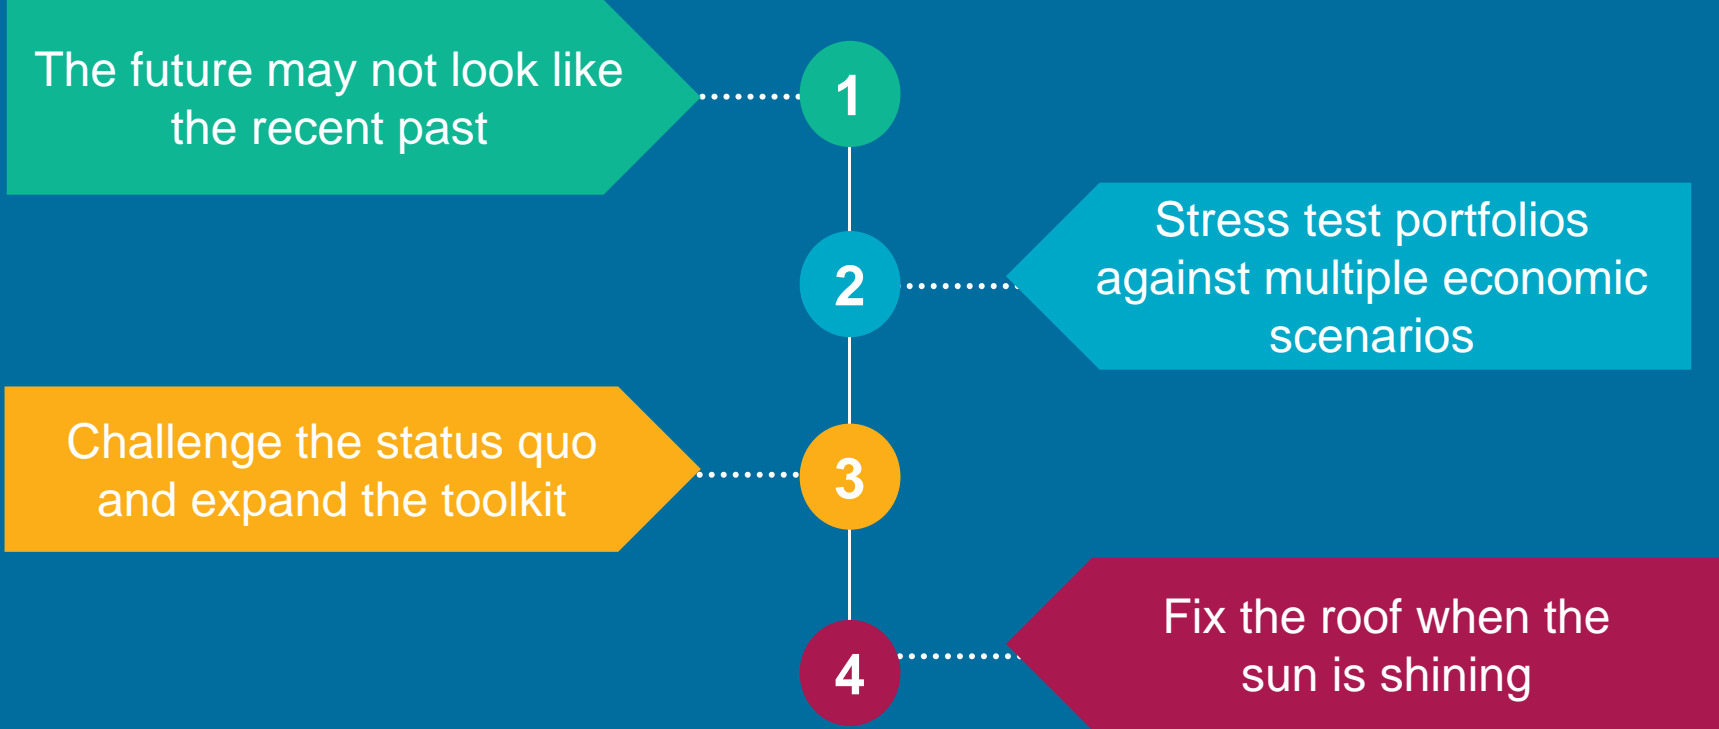 The future may not look like
the recent past
1
2
Stress test portfolios
against multiple economic
scenarios
Challenge the status quo
and expand the toolkit
3
4
Fix the roof when the
sun is shining